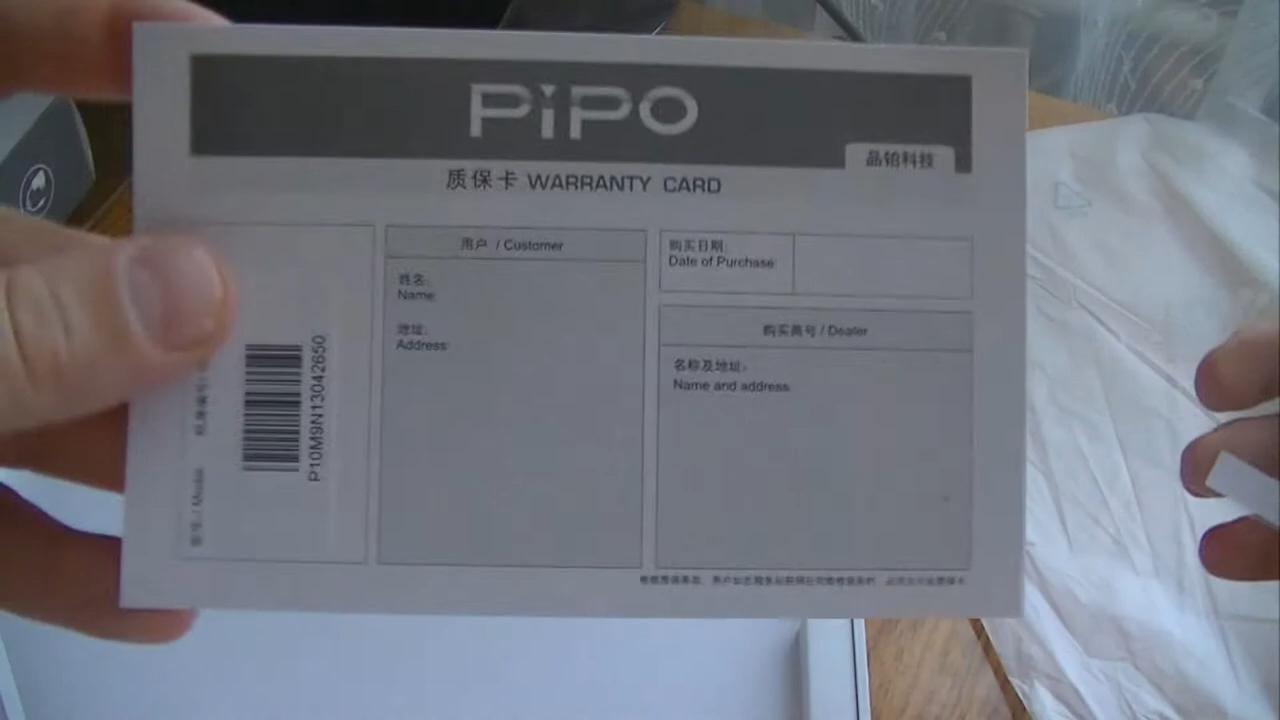 PiPO
品铂科技
质保卡 WARRANTY CARD
P10M9N13042650
用户 / Customer
姓名:
Name:
地址:
Address:
购买日期:
Date of Purchase:
购买商号 / Dealer
名称及地址:
Name and address: